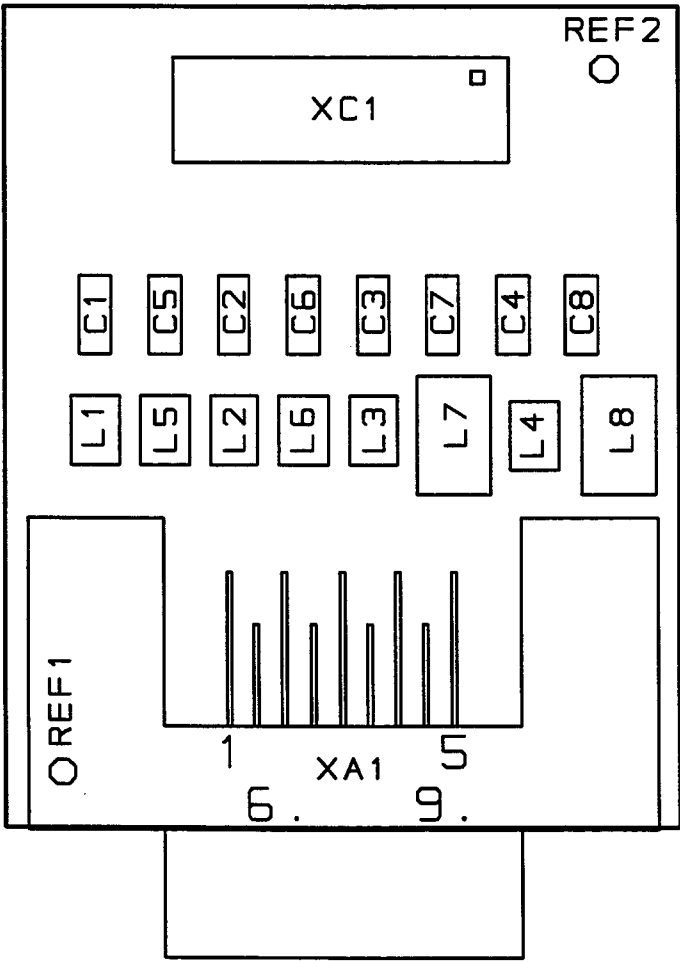 REF2
XC1
C1 C5 C2 C6 C3 C7 C4 C8
L1 L5 L2 L6 L3 L7 L4 L8
REF1
1 5
XA1
6. 9.